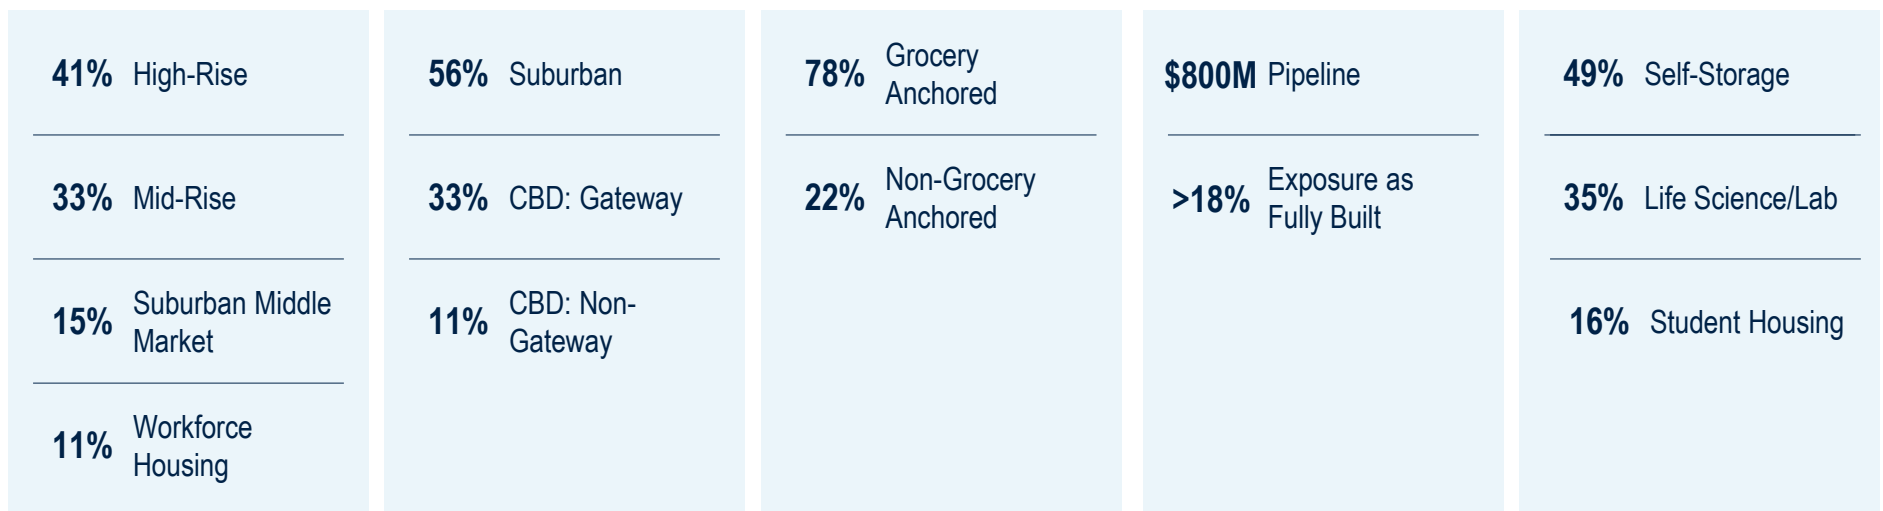 41% High-Rise
33% Mid-Rise
15% Suburban Middle
Market
11% Workforce
Housing
56% Suburban
33% CBD: Gateway
11% CBD: Non-
Gateway
78% Grocery
Anchored
22% Non-Grocery
Anchored
$800M Pipeline
>18% Exposure as
Fully Built
49% Self-Storage
35% Life Science/Lab
16% Student Housing